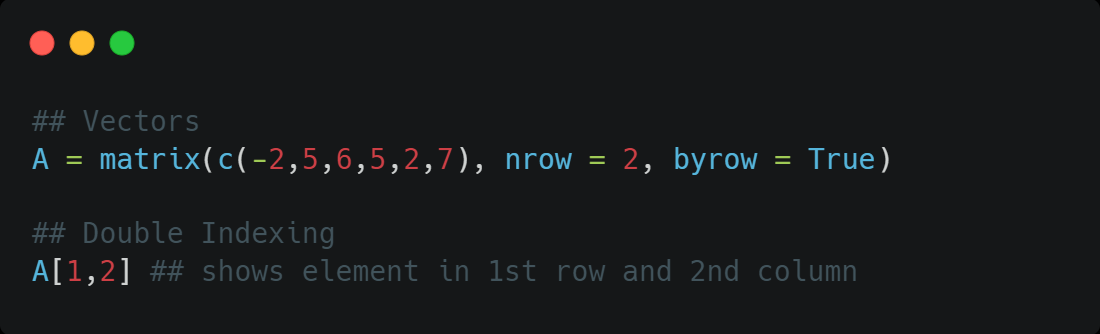 ## Vectors
A = matrix(c(-2,5,6,5,2,7), nrow = 2, byrow = True)
## Double Indexing
A[1,2] ## shows element in 1st row and 2nd column